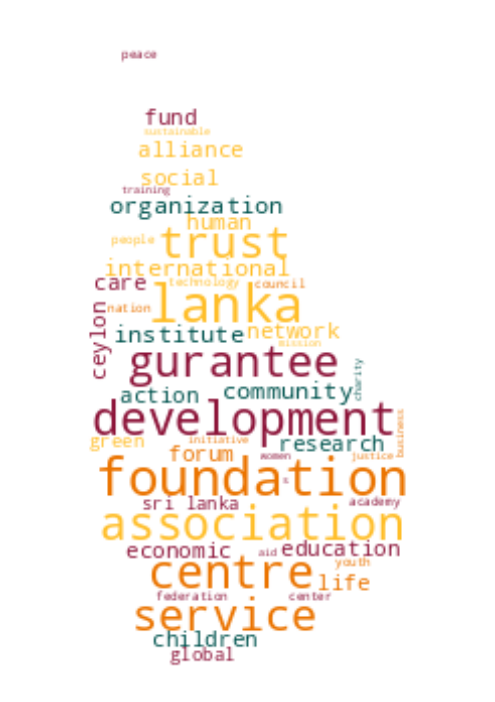 peace
fund
sustainable
alliance
social
training
organization
human
people
trust
international
care
technology
council
nation
lanka
ceylon
institute
network
mission
gurantee
charity
action
community
development
business
green
initiative
research
forum
women
justice
foundation
s
sri lanka
academy
association
economic
aid
education
centre
youth
life
federation
center
service
children
global